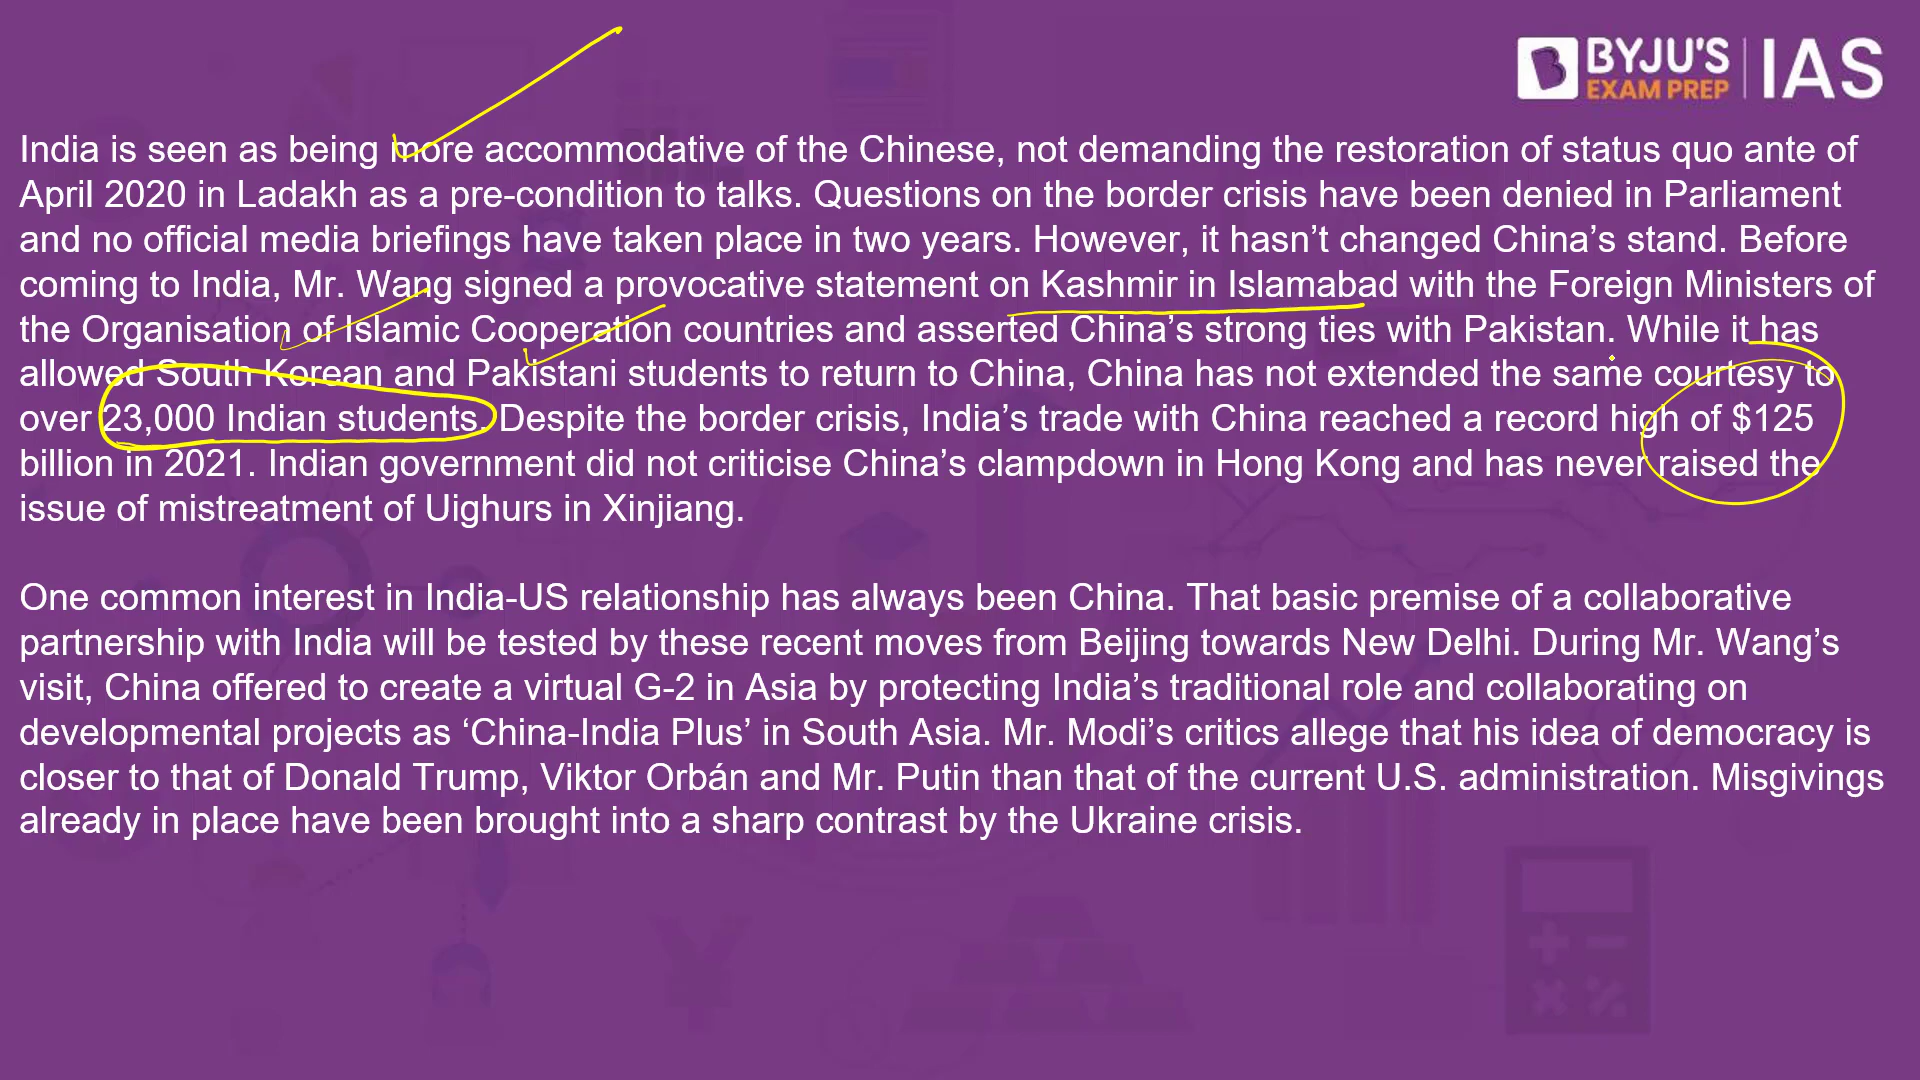 BYJU'S
EXAM PREP
IAS
India is seen as being more accommodative of the Chinese, not demanding the restoration of status quo ante of
April 2020 in Ladakh as a pre-condition to talks. Questions on the border crisis have been denied in Parliament
and no official media briefings have taken place in two years. However, it hasn’t changed China’s stand. Before
coming to India, Mr. Wang signed a provocative statement on Kashmir in Islamabad with the Foreign Ministers of
the Organisation of Islamic Cooperation countries and asserted China’s strong ties with Pakistan. While it has
allowed South Korean and Pakistani students to return to China, China has not extended the same courtesy to
over 23,000 Indian students. Despite the border crisis, India’s trade with China reached a record high of $125
billion in 2021. Indian government did not criticise China’s clampdown in Hong Kong and has never raised the
issue of mistreatment of Uighurs in Xinjiang.
One common interest in India-US relationship has always been China. That basic premise of a collaborative
partnership with India will be tested by these recent moves from Beijing towards New Delhi. During Mr. Wang’s
visit, China offered to create a virtual G-2 in Asia by protecting India’s traditional role and collaborating on
developmental projects as ‘China-India Plus’ in South Asia. Mr. Modi’s critics allege that his idea of democracy is
closer to that of Donald Trump, Viktor Orbán and Mr. Putin than that of the current U.S. administration. Misgivings
already in place have been brought into a sharp contrast by the Ukraine crisis.